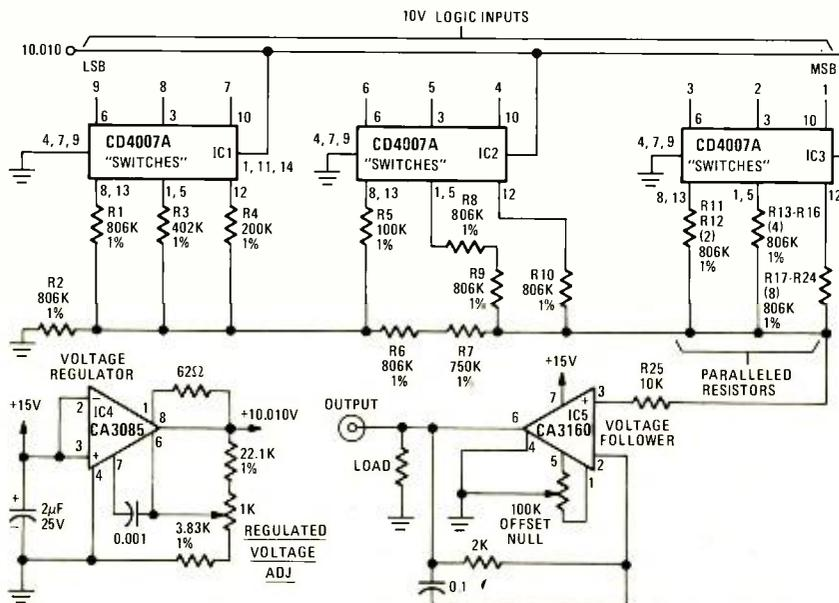 10V LOGIC INPUTS
10.010
LSB
MSB
9 8 7
6 5 4
3 2 1
6 3 10
6 3 10
6 3 10
4, 7, 9
CD4007A
"SWITCHES"
IC1
1, 11, 14
4, 7, 9
CD4007A
"SWITCHES"
IC2
4, 7, 9
CD4007A
"SWITCHES"
IC3
8, 13 1, 5 12
8, 13 1, 5 12
8, 13 1, 5 12
R1
806K
1%
R3
402K
1%
R4
200K
1%
R5
100K
1%
R8
806K
1%
R9
806K
1%
R10
806K
1%
R11
R12
(2)
806K
1%
R13-R16
(4)
806K
1%
R17-R24
(8)
806K
1%
R2
806K
1%
R6
806K
1%
R7
750K
1%
PARALLELED
RESISTORS
VOLTAGE
REGULATOR
62Ω
+15V
2
3
+
4
IC4
CA3085
1
8
6
7
+10.010V
22.1K
1%
1K
0.001
3.83K
1%
REGULATED
VOLTAGE
ADJ
+
2µF
25V
OUTPUT
LOAD
+15V
7
6
4
IC5
CA3160
3
+
2
5
1
VOLTAGE
FOLLOWER
R25
10K
100K
OFFSET
NULL
2K
0.1